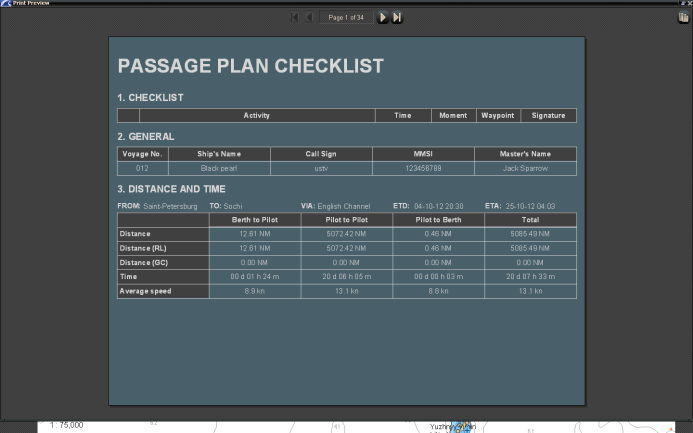 Print Preview
Page 1 of 34
PASSAGE PLAN CHECKLIST
1. CHECKLIST
Activity Time Moment Waypoint Signature
2. GENERAL
Voyage No. Ship's Name Call Sign MMSI Master's Name
012 Black pearl ustv 123456789 Jack Sparrow
3. DISTANCE AND TIME
FROM: Saint-Petersburg TO: Sochi VIA: English Channel ETD: 04-10-12 20:30 ETA: 25-10-12 04:03
Berth to Pilot Pilot to Pilot Pilot to Berth Total
Distance 12.61 NM 5072.42 NM 0.46 NM 5085.49 NM
Distance (RL) 12.61 NM 5072.42 NM 0.46 NM 5085.49 NM
Distance (GC) 0.00 NM 0.00 NM 0.00 NM 0.00 NM
Time 00 d 01 h 24 m 20 d 06 h 05 m 00 d 00 h 03 m 20 d 07 h 33 m
Average speed 8.9 kn 13.1 kn 8.8 kn 13.1 kn
1 : 75,000